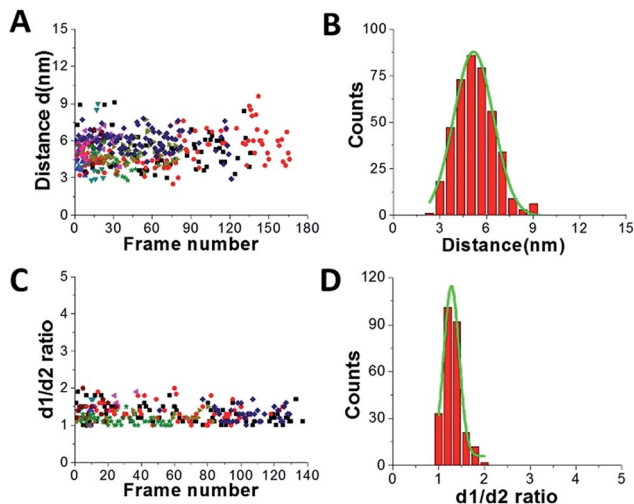 A
Distance d(nm)
15
12
9
6
3
0
0 30 60 90 120 150 180
Frame number
B
Counts
100
75
50
25
0
0 3 6 9 12 15
Distance(nm)
C
d1/d2 ratio
5
4
3
2
1
0
0 20 40 60 80 100 120 140
Frame number
D
Counts
120
90
60
30
0
0 1 2 3 4 5
d1/d2 ratio